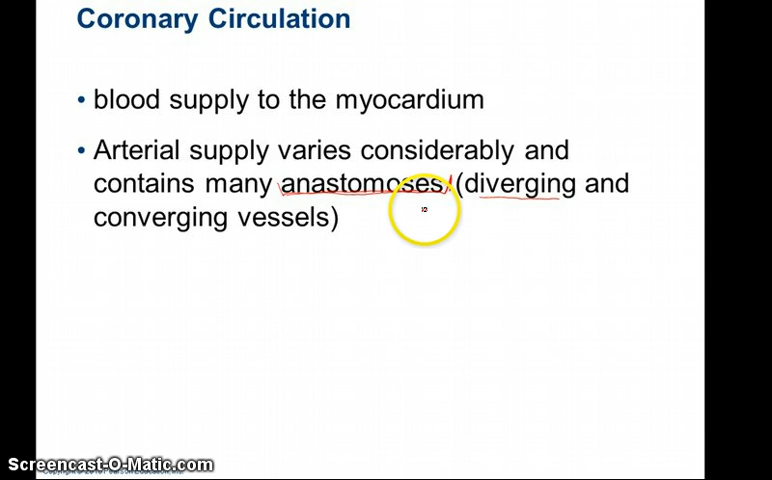 Coronary Circulation
• blood supply to the myocardium
• Arterial supply varies considerably and
contains many anastomoses (diverging and
converging vessels)
Screencast-O-Matic.com